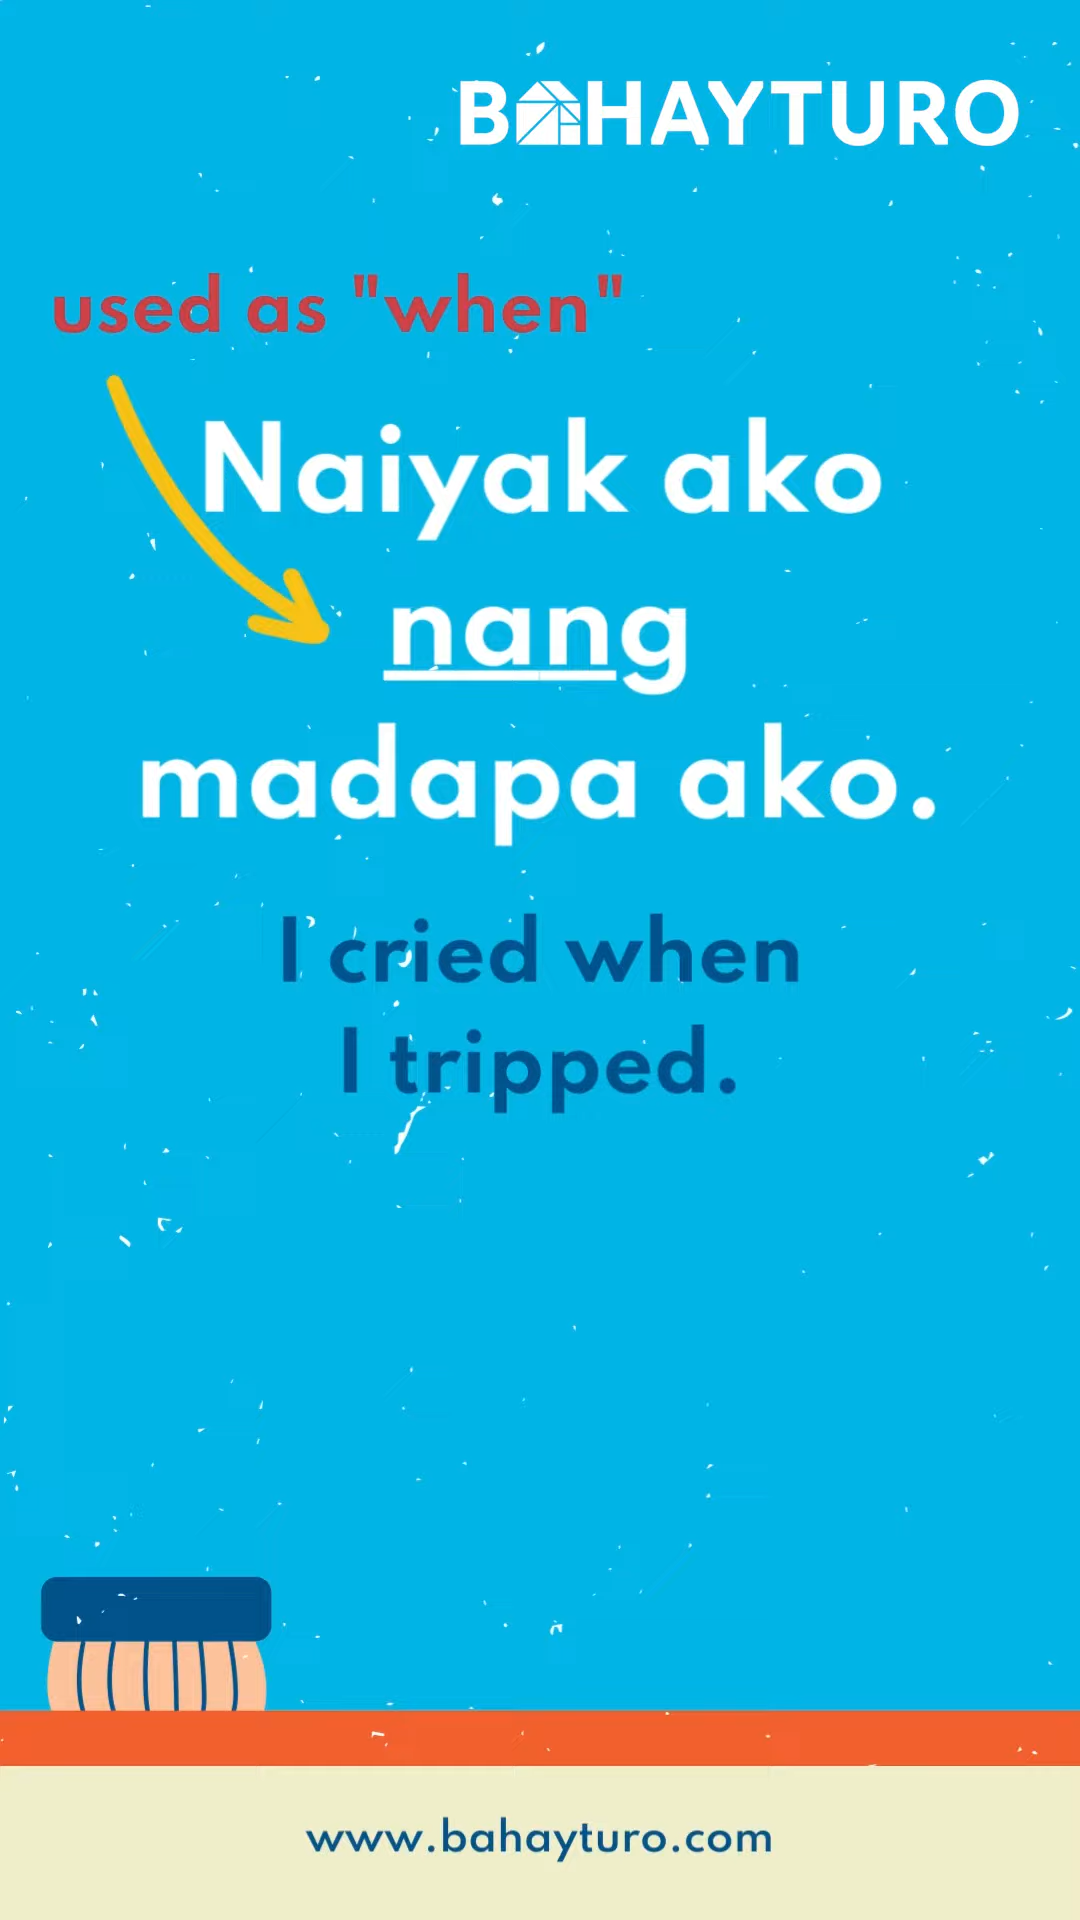 BAHAYTURO
used as "when"
Naiyak ako
nang
madapa ako.
I cried when
I tripped.
www.bahayturo.com